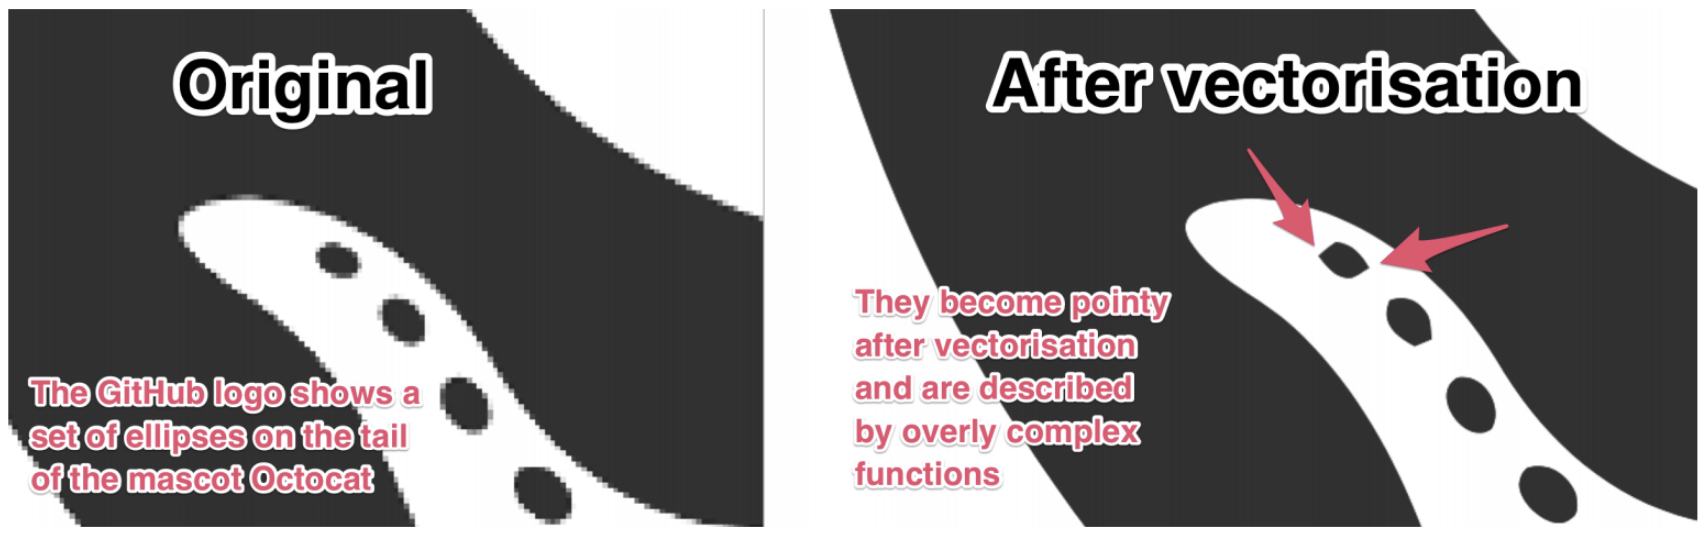 Original
The GitHub logo shows a
set of ellipses on the tail
of the mascot Octocat
After vectorisation
They become pointy
after vectorisation
and are described
by overly complex
functions